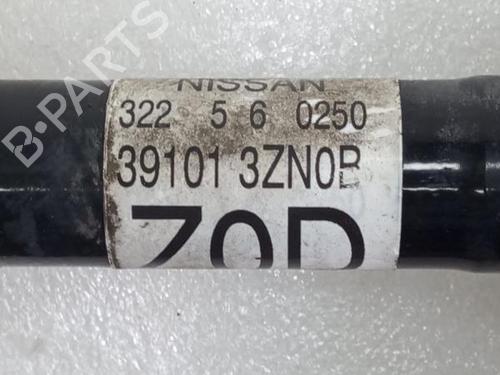 B-PARTS
NISSAN
322 5 6 0250
39101 3ZN0B
Z0D